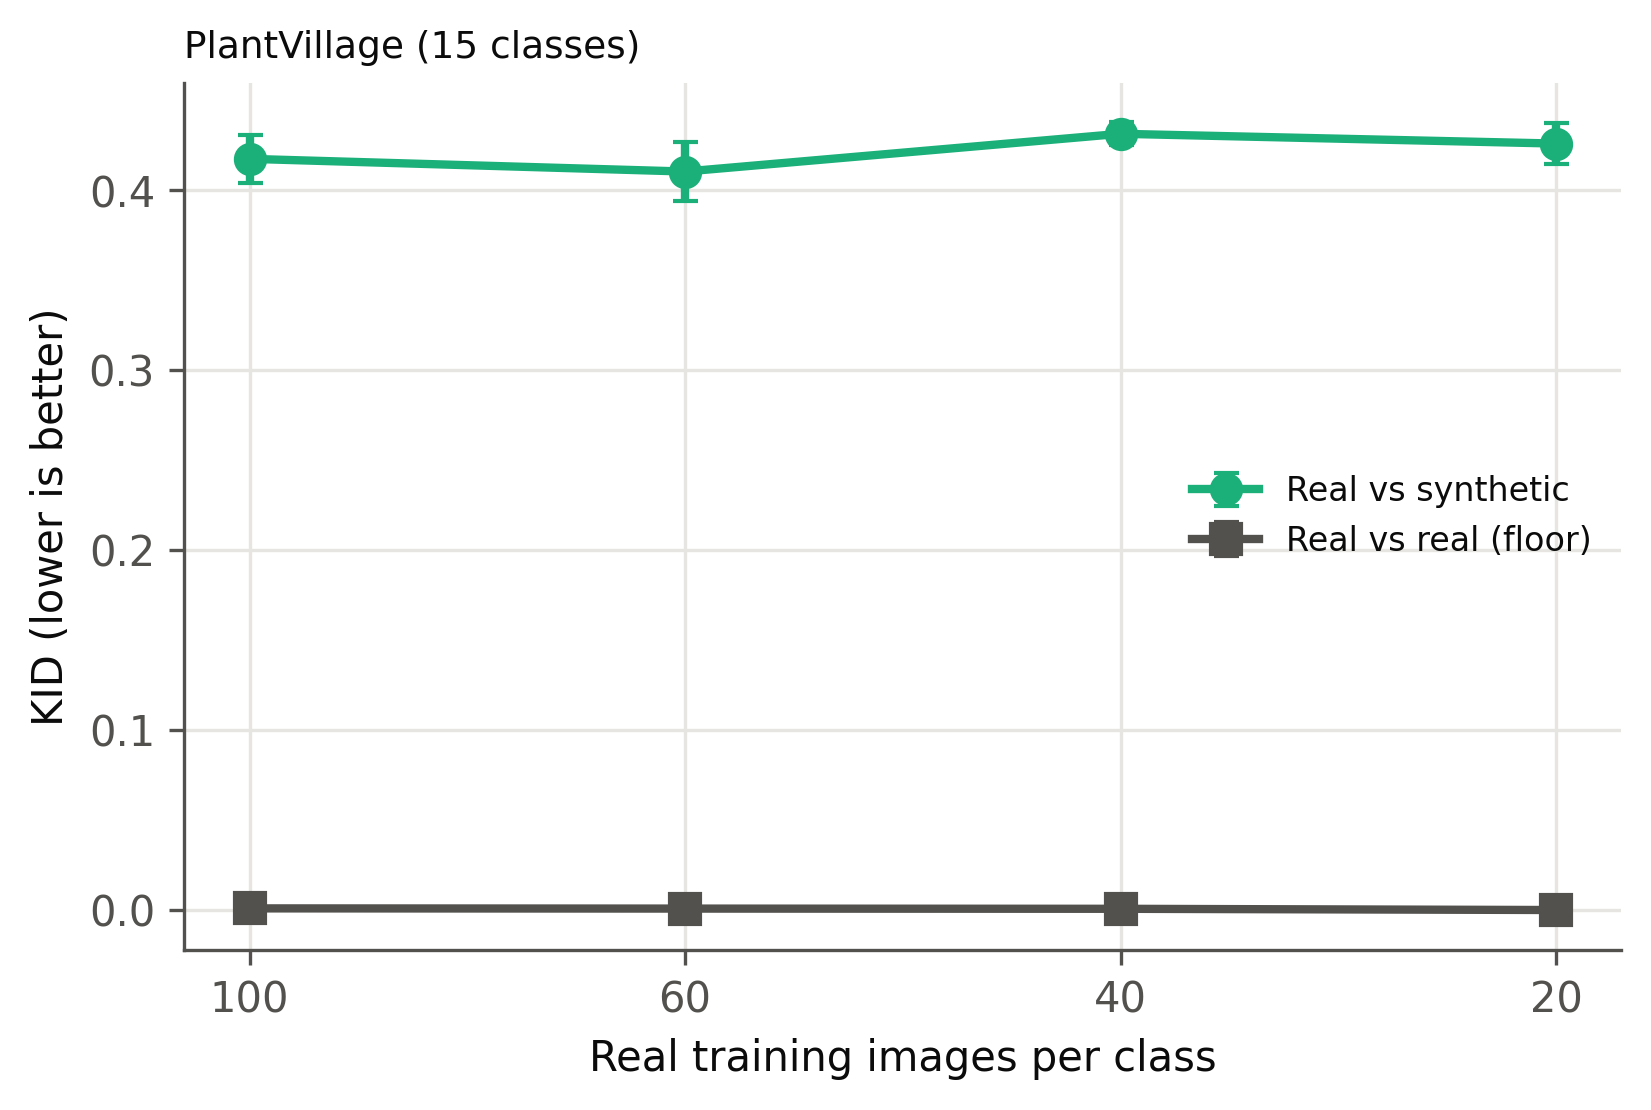 PlantVillage (15 classes)
KID (lower is better)
0.4
0.3
0.2
0.1
0.0
Real vs synthetic
Real vs real (floor)
100 60 40 20
Real training images per class